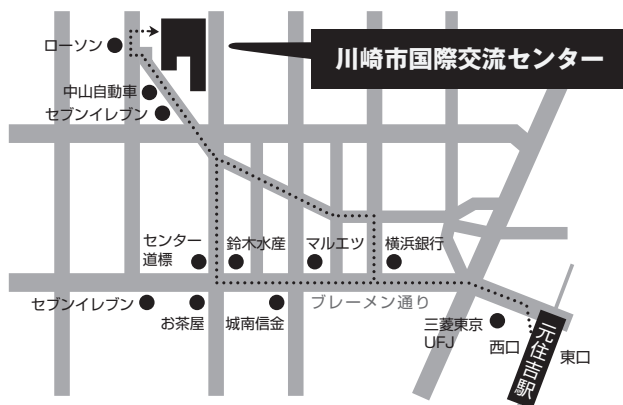 ローソン
川崎市国際交流センター
中山自動車
セブンイレブン
センター
道標
鈴木水産
マルエツ
横浜銀行
セブンイレブン
お茶屋
城南信金
ブレーメン通り
三菱東京
UFJ
西口
元住吉駅
東口